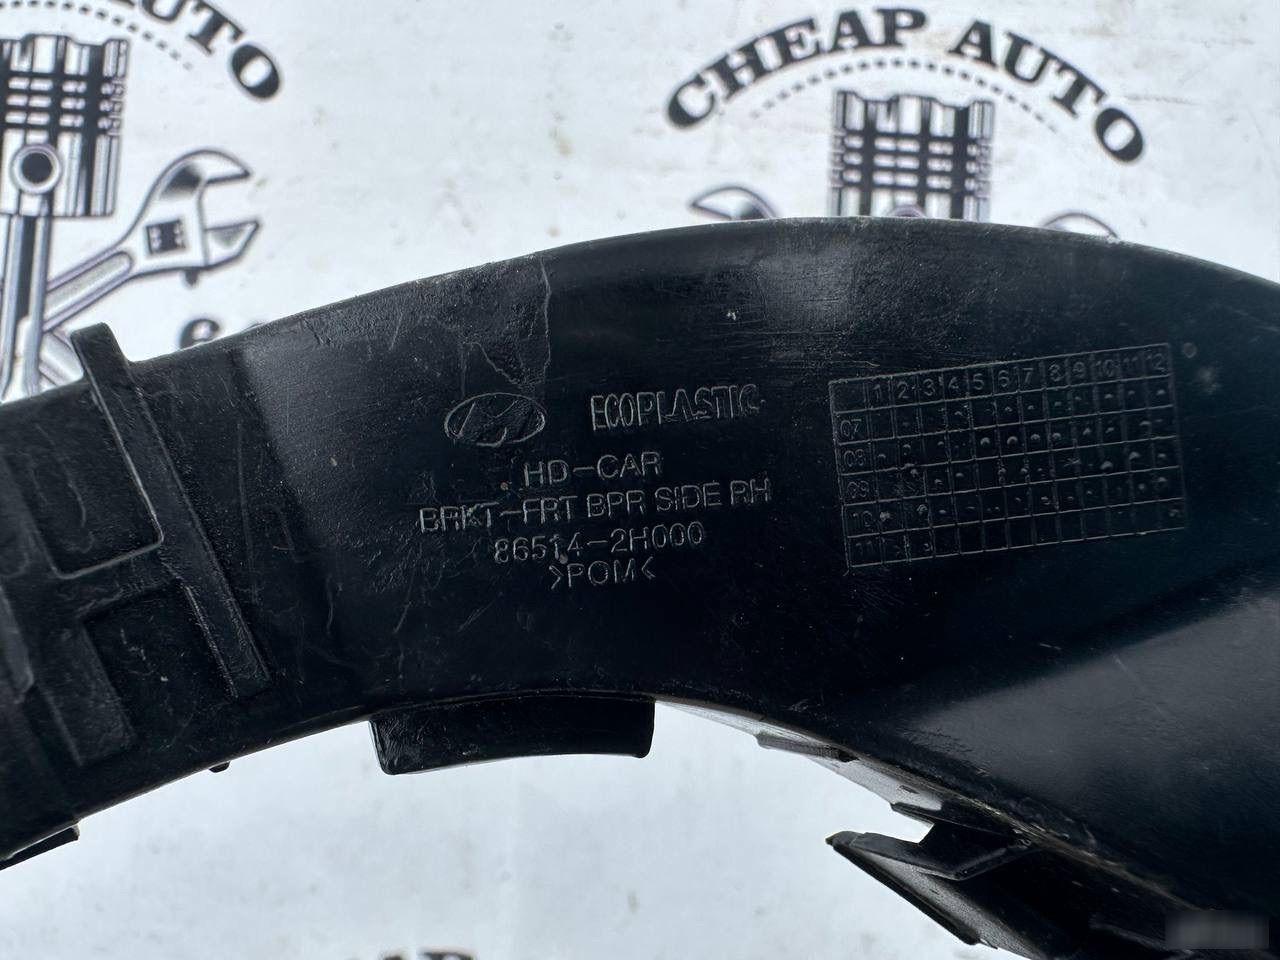 AUTO
CHEAP AUTO
ECOPLASTIC
HD-CAR
BRKT-FRT BPR SIDE RH
86514-2H000
>POM<
1 2 3 4 5 6 7 8 9 10 11 12
07
08
09
10
11